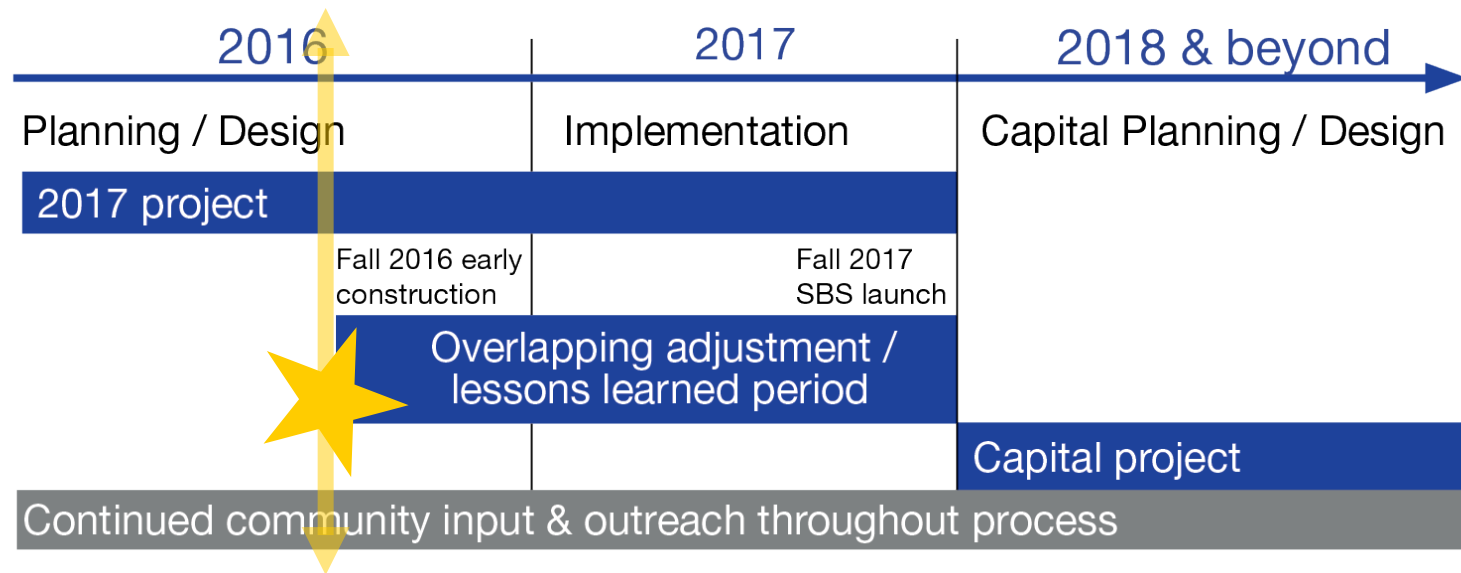 2016
2017
2018 & beyond
Planning / Design
Implementation
Capital Planning / Design
2017 project
Fall 2016 early
construction
Fall 2017
SBS launch
Overlapping adjustment /
lessons learned period
Capital project
Continued community input & outreach throughout process